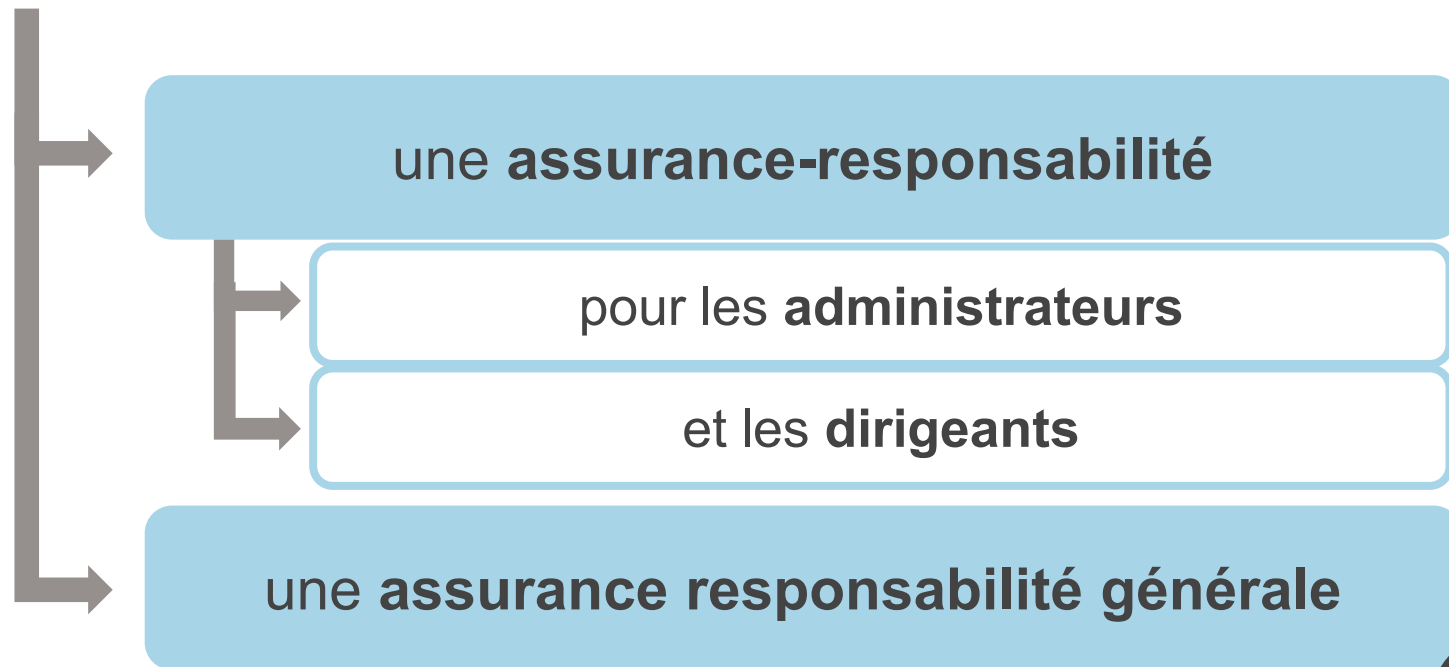 une assurance-responsabilité
pour les administrateurs
et les dirigeants
une assurance responsabilité générale